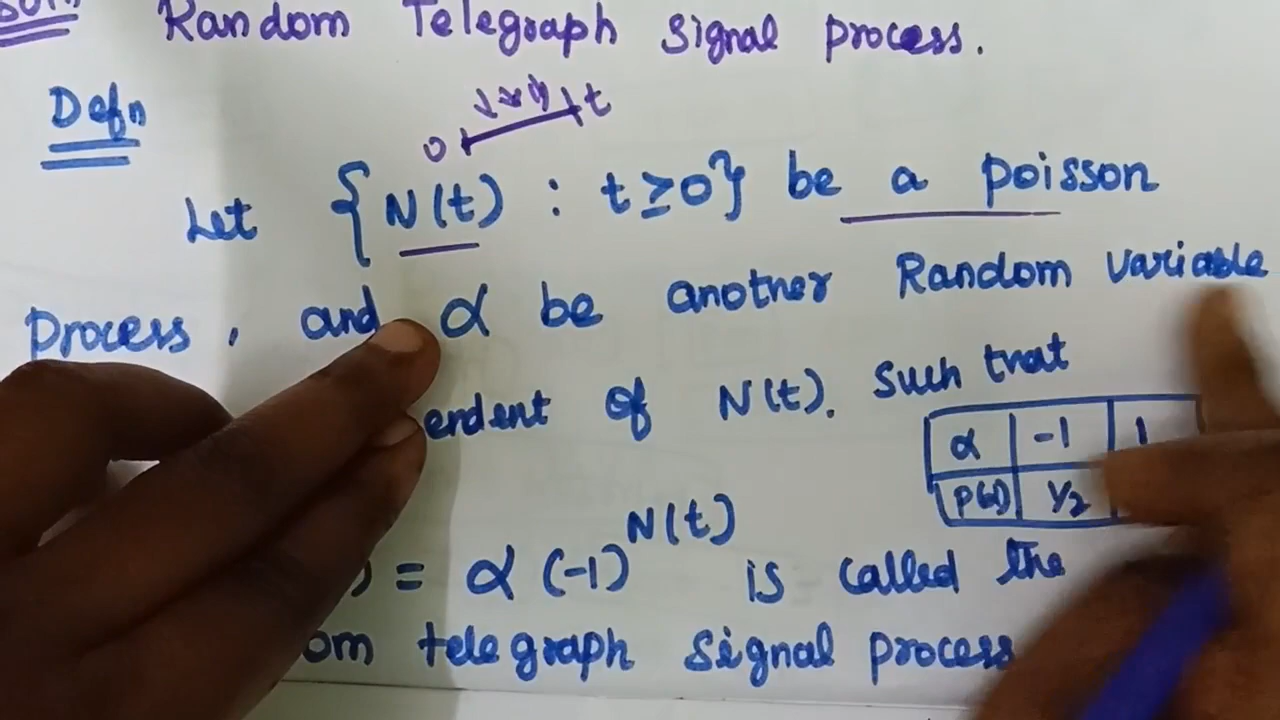 Random Telegraph signal process.
Defn
0 t
Let {N(t) : t≥0} be a poisson
process, and α be another Random variable
endent of N(t). Such that
α -1 1
P(α) 1/2
) = α (-1)^N(t) is called the
om telegraph signal process